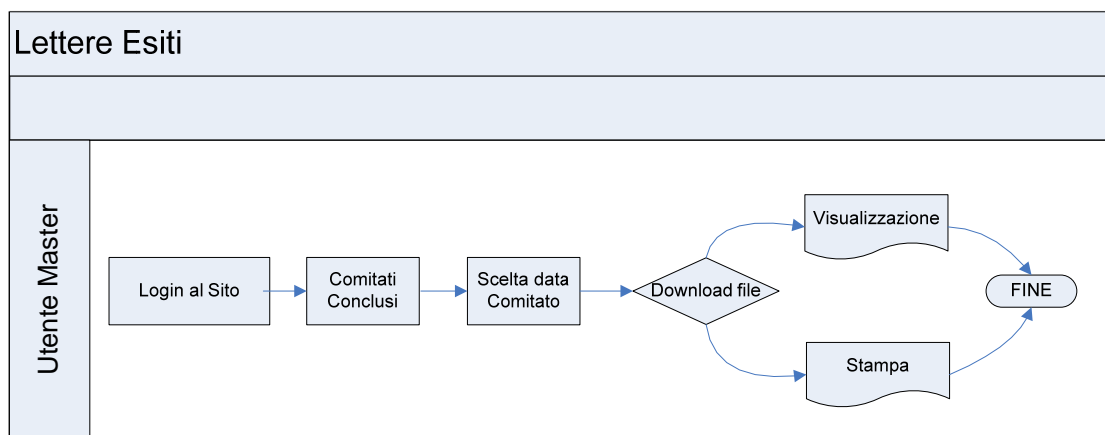 Lettere Esiti
Utente Master
Login al Sito
Comitati
Conclusi
Scelta data
Comitato
Download file
Visualizzazione
Stampa
FINE